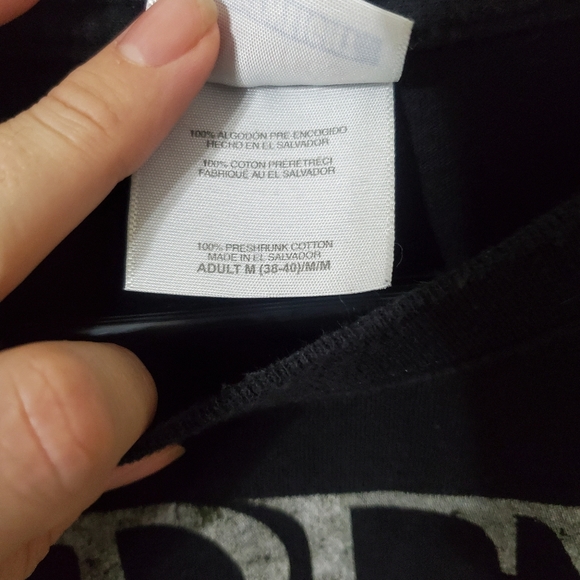 100% ALGODÓN PRE-ENCOGIDO
HECHO EN EL SALVADOR
100% COTON PRÉRÉTRÉCI
FABRIQUÉ AU EL SALVADOR
100% PRESHRUNK COTTON
MADE IN EL SALVADOR
ADULT M (38-40)/M/M